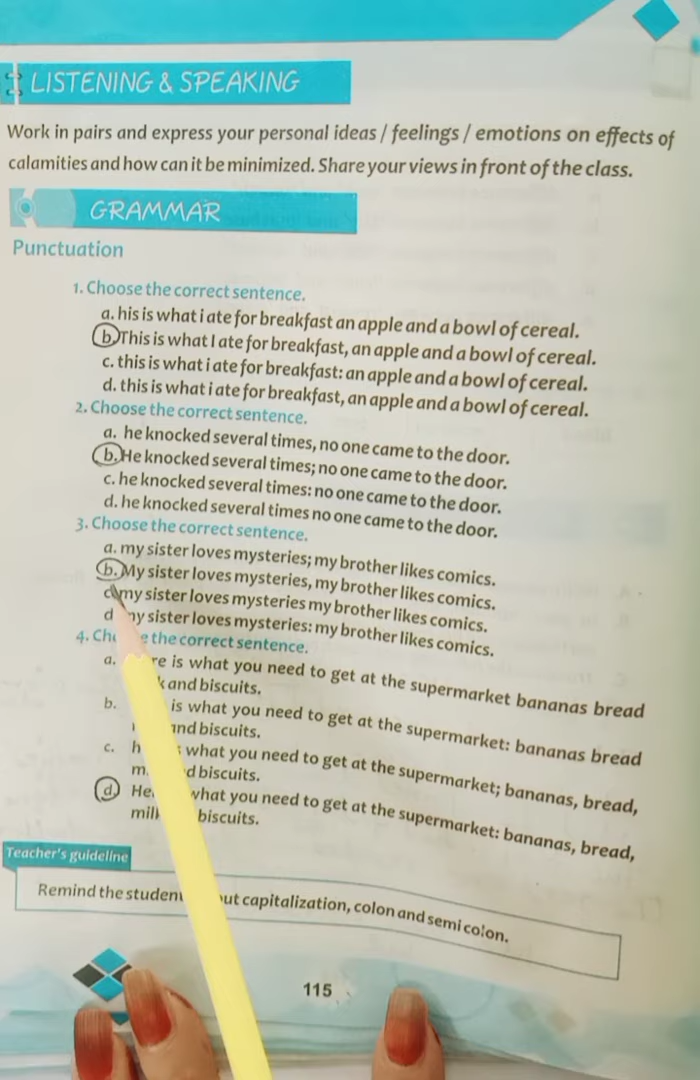 LISTENING & SPEAKING
Work in pairs and express your personal ideas / feelings / emotions on effects of
calamities and how can it be minimized. Share your views in front of the class.
GRAMMAR
Punctuation
1. Choose the correct sentence.
a. his is what i ate for breakfast an apple and a bowl of cereal.
b. This is what I ate for breakfast, an apple and a bowl of cereal.
c. this is what i ate for breakfast: an apple and a bowl of cereal.
d. this is what i ate for breakfast, an apple and a bowl of cereal.
2. Choose the correct sentence.
a. he knocked several times, no one came to the door.
b. He knocked several times; no one came to the door.
c. he knocked several times: no one came to the door.
d. he knocked several times no one came to the door.
3. Choose the correct sentence.
a. my sister loves mysteries; my brother likes comics.
b. My sister loves mysteries, my brother likes comics.
c. my sister loves mysteries my brother likes comics.
d my sister loves mysteries: my brother likes comics.
4. the correct sentence.
a. is what you need to get at the supermarket bananas bread
and biscuits.
b. is what you need to get at the supermarket: bananas bread
and biscuits.
c. what you need to get at the supermarket; bananas, bread,
biscuits.
d. what you need to get at the supermarket: bananas, bread,
biscuits.
Teacher's guideline
Remind the capitalization, colon and semi colon.
115